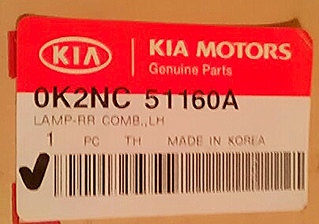 KIA
KIA MOTORS
Genuine Parts
0K2NC 51160A
LAMP-RR COMB.,LH
1 PC TH MADE IN KOREA